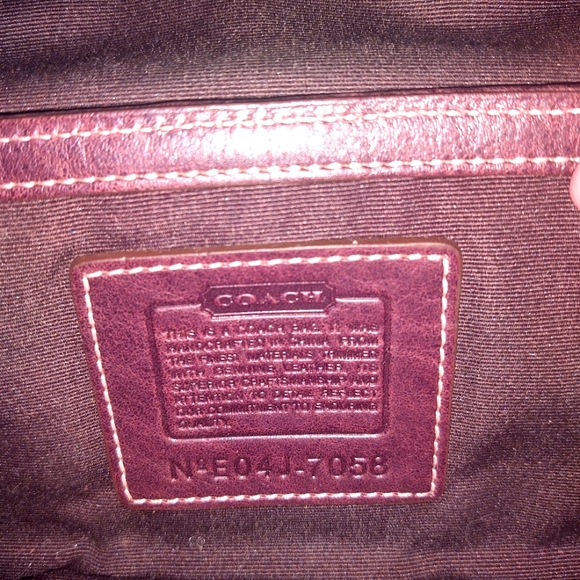 COACH
THIS IS A COACH BAG. IT WAS
HANDCRAFTED IN CHINA, FROM
THE FINEST MATERIALS TRIMMED
WITH GENUINE LEATHER. ITS
SUPERIOR CRAFTSMANSHIP AND
ATTENTION TO DETAIL REFLECT
OUR COMMITMENT TO ENDURING
QUALITY.
Nº E04J-7058